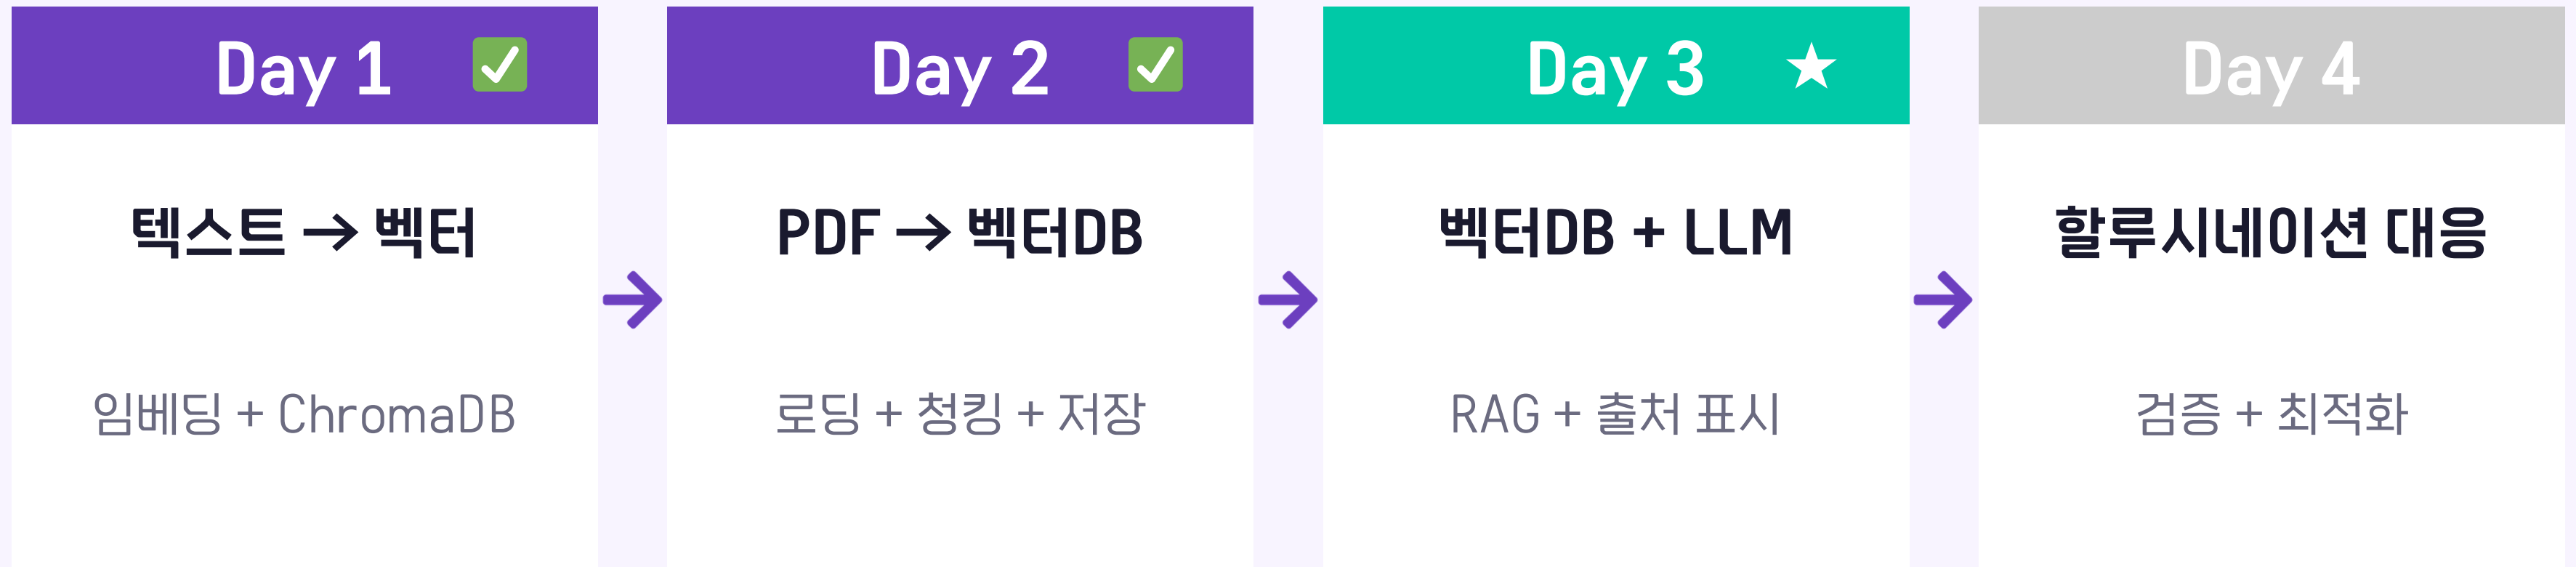 Day 1 ✅
텍스트 → 벡터
임베딩 + ChromaDB
Day 2 ✅
PDF → 벡터DB
로딩 + 청킹 + 저장
Day 3 ★
벡터DB + LLM
RAG + 출처 표시
Day 4
할루시네이션 대응
검증 + 최적화